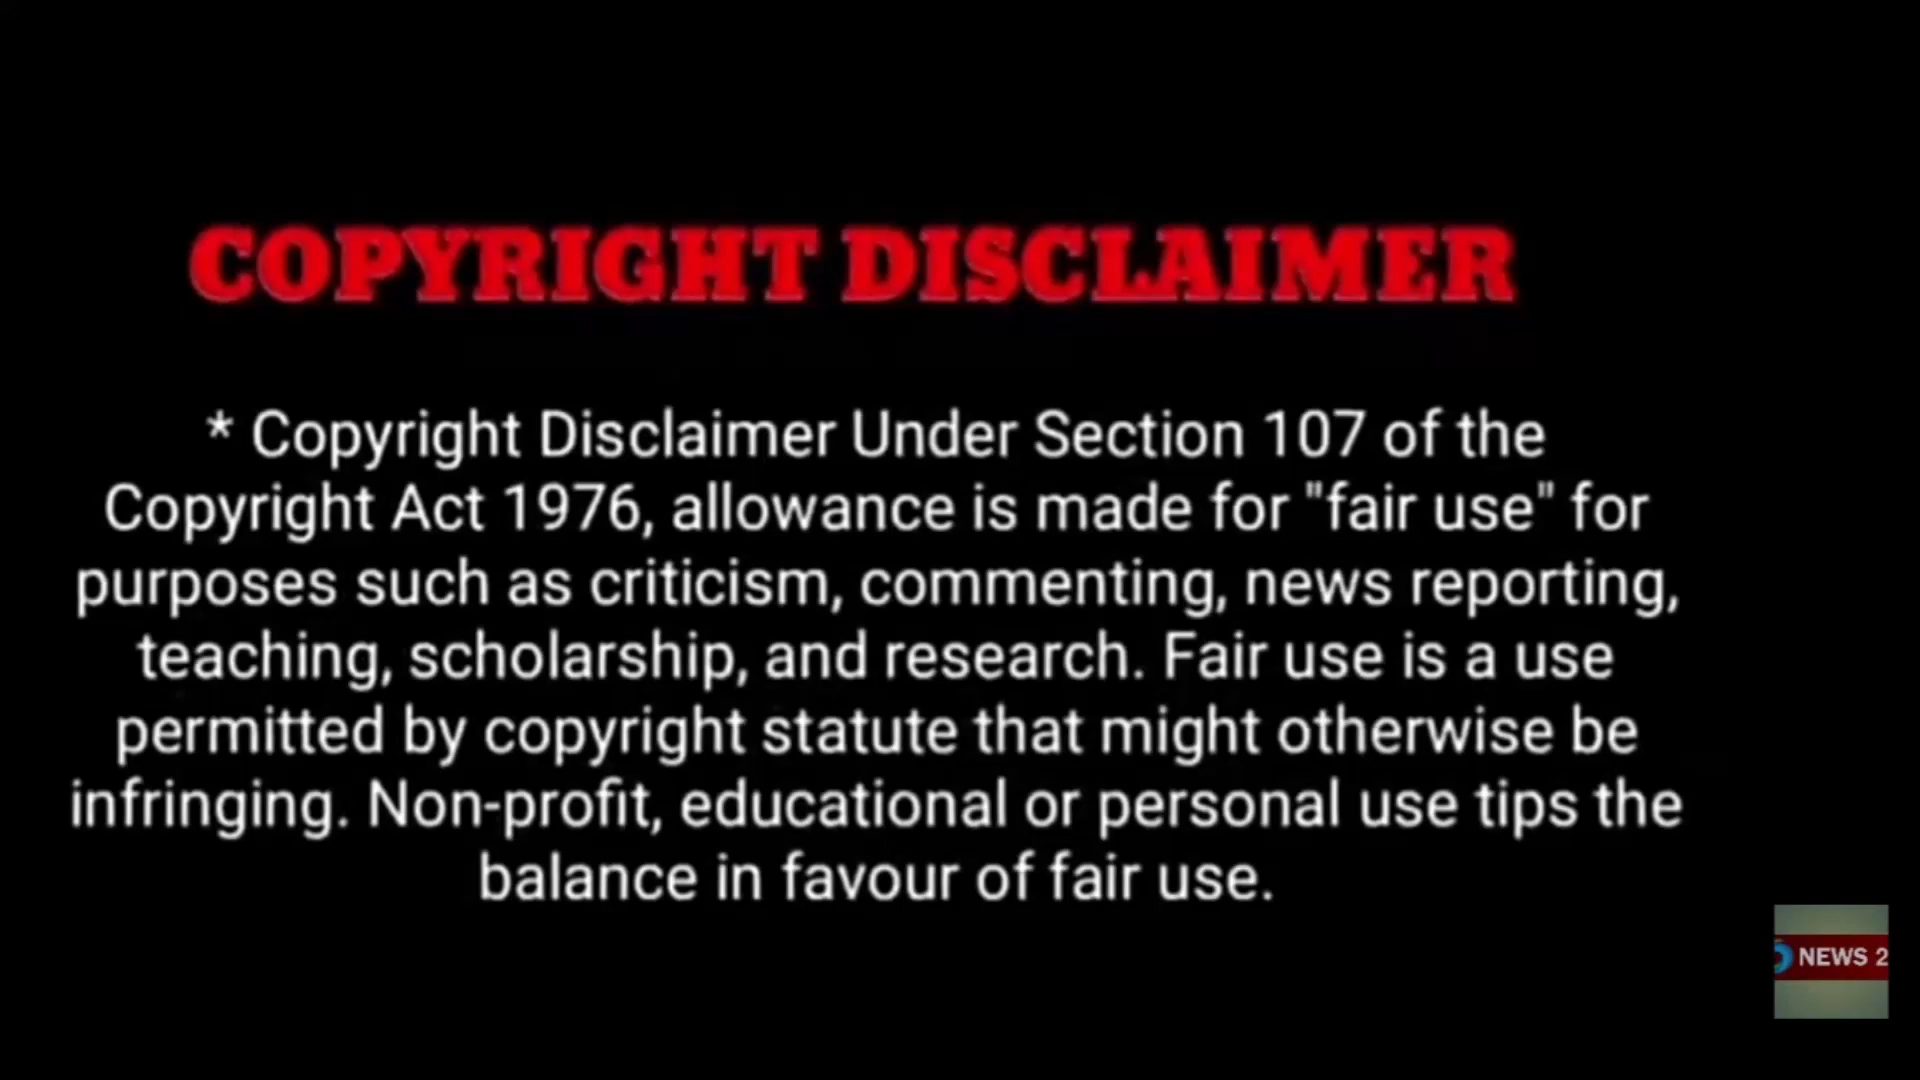 COPYRIGHT DISCLAIMER
* Copyright Disclaimer Under Section 107 of the
Copyright Act 1976, allowance is made for "fair use" for
purposes such as criticism, commenting, news reporting,
teaching, scholarship, and research. Fair use is a use
permitted by copyright statute that might otherwise be
infringing. Non-profit, educational or personal use tips the
balance in favour of fair use.
NEWS 2